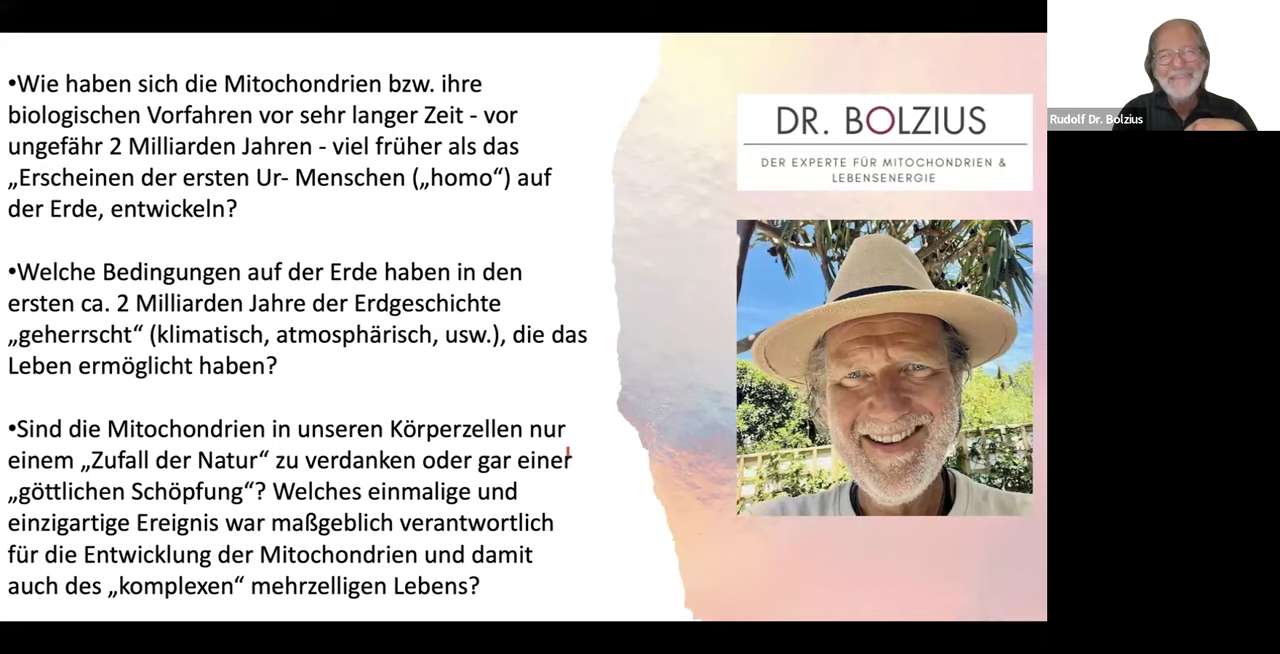 •Wie haben sich die Mitochondrien bzw. ihre
biologischen Vorfahren vor sehr langer Zeit - vor
ungefähr 2 Milliarden Jahren - viel früher als das
„Erscheinen der ersten Ur- Menschen („homo“) auf
der Erde, entwickeln?
•Welche Bedingungen auf der Erde haben in den
ersten ca. 2 Milliarden Jahre der Erdgeschichte
„geherrscht“ (klimatisch, atmosphärisch, usw.), die das
Leben ermöglicht haben?
•Sind die Mitochondrien in unseren Körperzellen nur
einem „Zufall der Natur“ zu verdanken oder gar einer
„göttlichen Schöpfung“? Welches einmalige und
einzigartige Ereignis war maßgeblich verantwortlich
für die Entwicklung der Mitochondrien und damit
auch des „komplexen“ mehrzelligen Lebens?
DR. BOLZIUS
DER EXPERTE FÜR MITOCHONDRIEN &
LEBENSENERGIE
Rudolf Dr. Bolzius